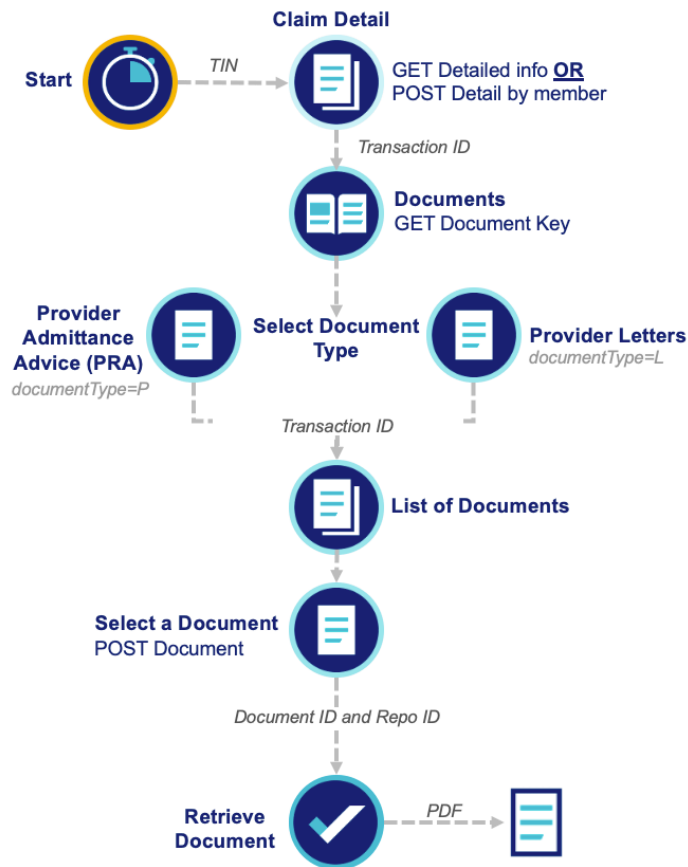 Claim Detail
Start
TIN
GET Detailed info OR
POST Detail by member
Transaction ID
Documents
GET Document Key
Provider
Admittance
Advice (PRA)
documentType=P
Select Document
Type
Provider Letters
documentType=L
Transaction ID
List of Documents
Select a Document
POST Document
Document ID and Repo ID
Retrieve
Document
PDF